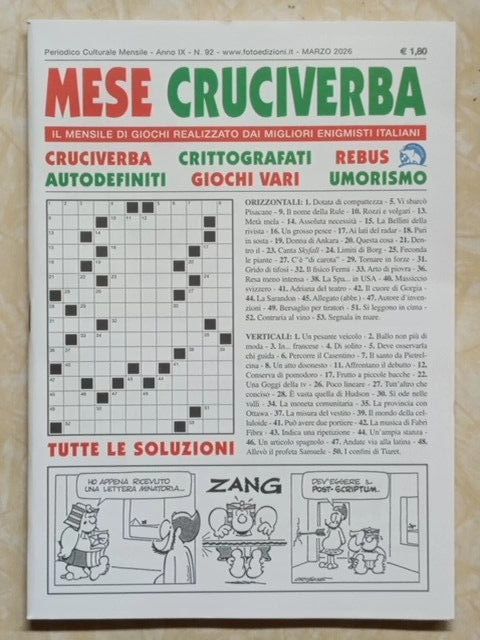 Periodico Culturale Mensile - Anno IX - N. 92 - www.fotoedizioni.it - MARZO 2026 € 1,80
MESE CRUCIVERBA
IL MENSILE DI GIOCHI REALIZZATO DAI MIGLIORI ENIGMISTI ITALIANI
CRUCIVERBA CRITTOGRAFATI REBUS
AUTODEFINITI GIOCHI VARI UMORISMO
ORIZZONTALI: 1. Dotata di compattezza - 5. Vi sbarcò
Pisacane - 9. Il nome della Rule - 10. Rozzi e volgari - 13.
Metà mela - 14. Assoluta necessità - 15. La Bellini della
rivista - 16. Un grosso pesce - 17. Ai lati del radar - 18. Pari
in sosta - 19. Donna di Ankara - 20. Questa cosa - 21. Den-
tro il - 23. Canta Skyfall - 24. Limiti di Borg - 25. Feconda
le piante - 27. C'è "di carota" - 29. Tornare in forze - 31.
Grido di tifosi - 32. Il fisico Fermi - 33. Arto di piovra - 36.
Resa meno intensa - 38. La Spa... in USA - 40. Massiccio
svizzero - 41. Adriana del teatro - 42. Il cuore di Gorgia -
44. La Sarandon - 45. Allegato (abbr.) - 47. Autore d'inven-
zioni - 49. Bersaglio per tiratori - 51. Si leggono in cima -
52. Contraria al vino - 53. Segnala in mare.
VERTICALI: 1. Un pesante veicolo - 2. Ballo non più di
moda - 3. In... francese - 4. Di solito - 5. Deve osservarla
chi guida - 6. Percorre il Casentino - 7. Il santo da Pietrel-
cina - 8. Un atto disonesto - 11. Affrontano il debutto - 12.
Conserva di pomodoro - 17. Frutto a piccole bacche - 22.
Una Goggi della tv - 26. Poco lineare - 27. Tutt'altro che
conciso - 28. È vasta quella di Hudson - 30. Si ode nelle
valli - 34. La moneta comunitaria - 35. La provincia con
Ottawa - 37. La misura del vestito - 39. Il mondo della cel-
luloide - 41. Può avere due portiere - 42. La musica di Fabri
Fibra - 43. Indica una ripetizione - 44. Un'ampia stanza -
46. Un articolo spagnolo - 47. Andate via alla latina - 48.
Allevò il profeta Samuele - 50. I confini di Tiaret.
TUTTE LE SOLUZIONI
HO APPENA RICEVUTO
UNA LETTERA MINATORIA...
ZANG
DEV'ESSERE IL
POST-SCRIPTUM.